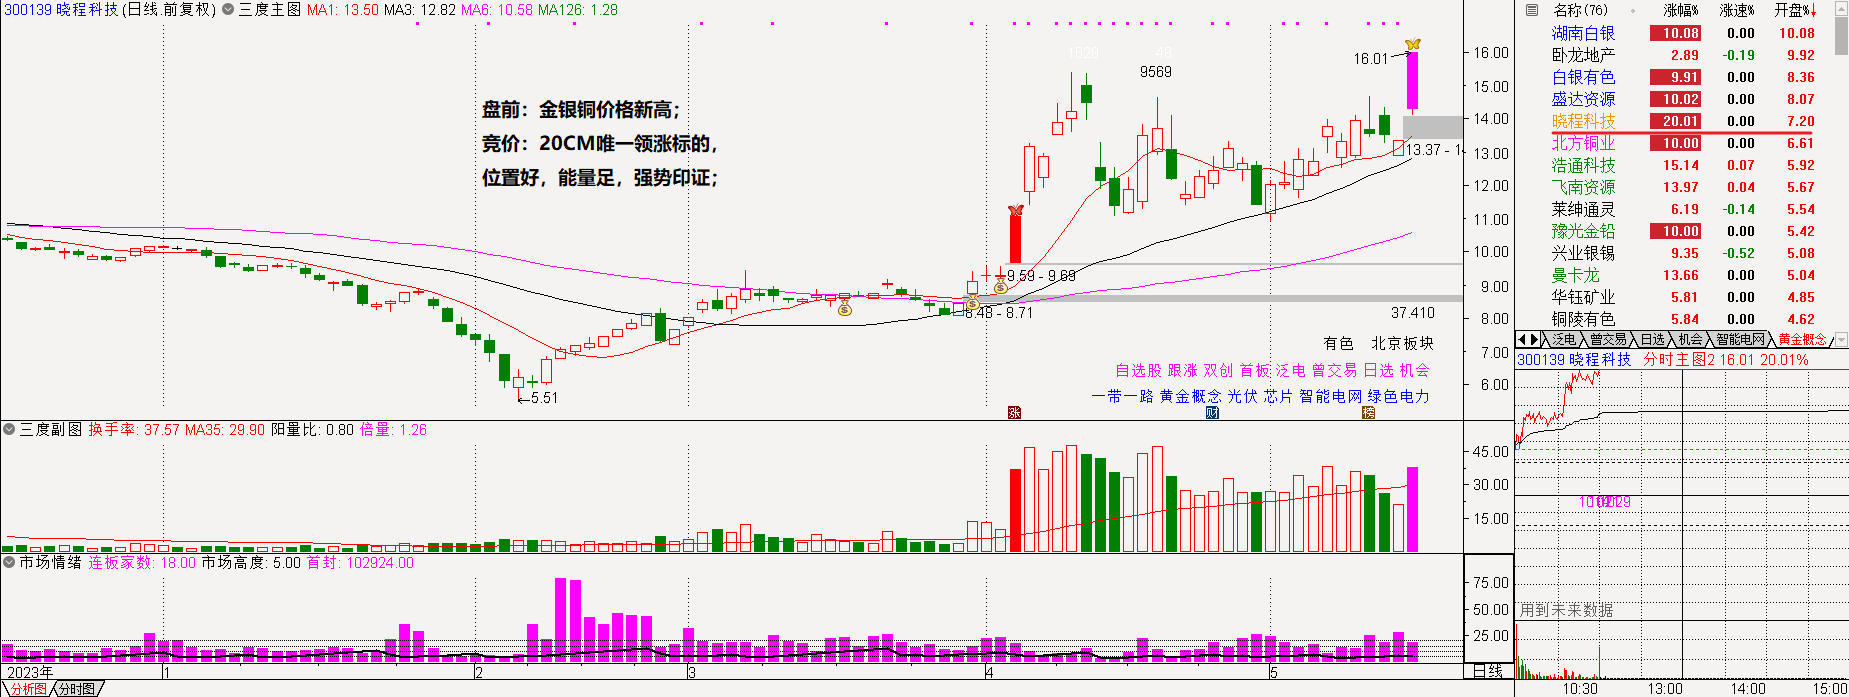 300139 晓程科技 (日线.前复权) 三度主图 MA1: 13.50 MA3: 12.82 MA6: 10.58 MA126: 1.28
16.01
9569
盘前：金银铜价格新高；
竞价：20CM唯一领涨标的，
位置好，能量足，强势印证；
16.00
15.00
14.00
13.00
12.00
11.00
10.00
9.00
8.00
7.00
6.00
9.59 - 9.69
8.48 - 8.71
37.410
5.51
有色 北京板块
自选股 跟涨 双创 首板 泛电 曾交易 日选 机会
一带一路 黄金概念 光伏 芯片 智能电网 绿色电力
涨 财 榜
三度副图 换手率: 37.57 MA35: 29.90 阳量比: 0.80 倍量: 1.26
45.00
30.00
15.00
市场情绪 连板家数: 18.00 市场高度: 5.00 首封: 102924.00
75.00
50.00
25.00
2023年 1 2 3 4 5 日线
分析图 分时图
名称(76) 涨幅% 涨速% 开盘%↓
湖南白银 10.08 0.00 10.08
卧龙地产 2.89 -0.19 9.92
白银有色 9.91 0.00 8.36
盛达资源 10.02 0.00 8.07
晓程科技 20.01 0.00 7.20
北方铜业 10.00 0.00 6.61
浩通科技 15.14 0.07 5.92
飞南资源 13.97 0.04 5.67
莱绅通灵 6.19 -0.14 5.54
豫光金铅 10.00 0.00 5.42
兴业银锡 9.35 -0.52 5.08
曼卡龙 13.66 0.00 5.04
华钰矿业 5.81 0.00 4.85
铜陵有色 5.84 0.00 4.62
泛电 曾交易 日选 机会 智能电网 黄金概念
300139 晓程科技 分时主图2 16.01 20.01%
用到未来数据
10:30 13:00 14:00 15:00